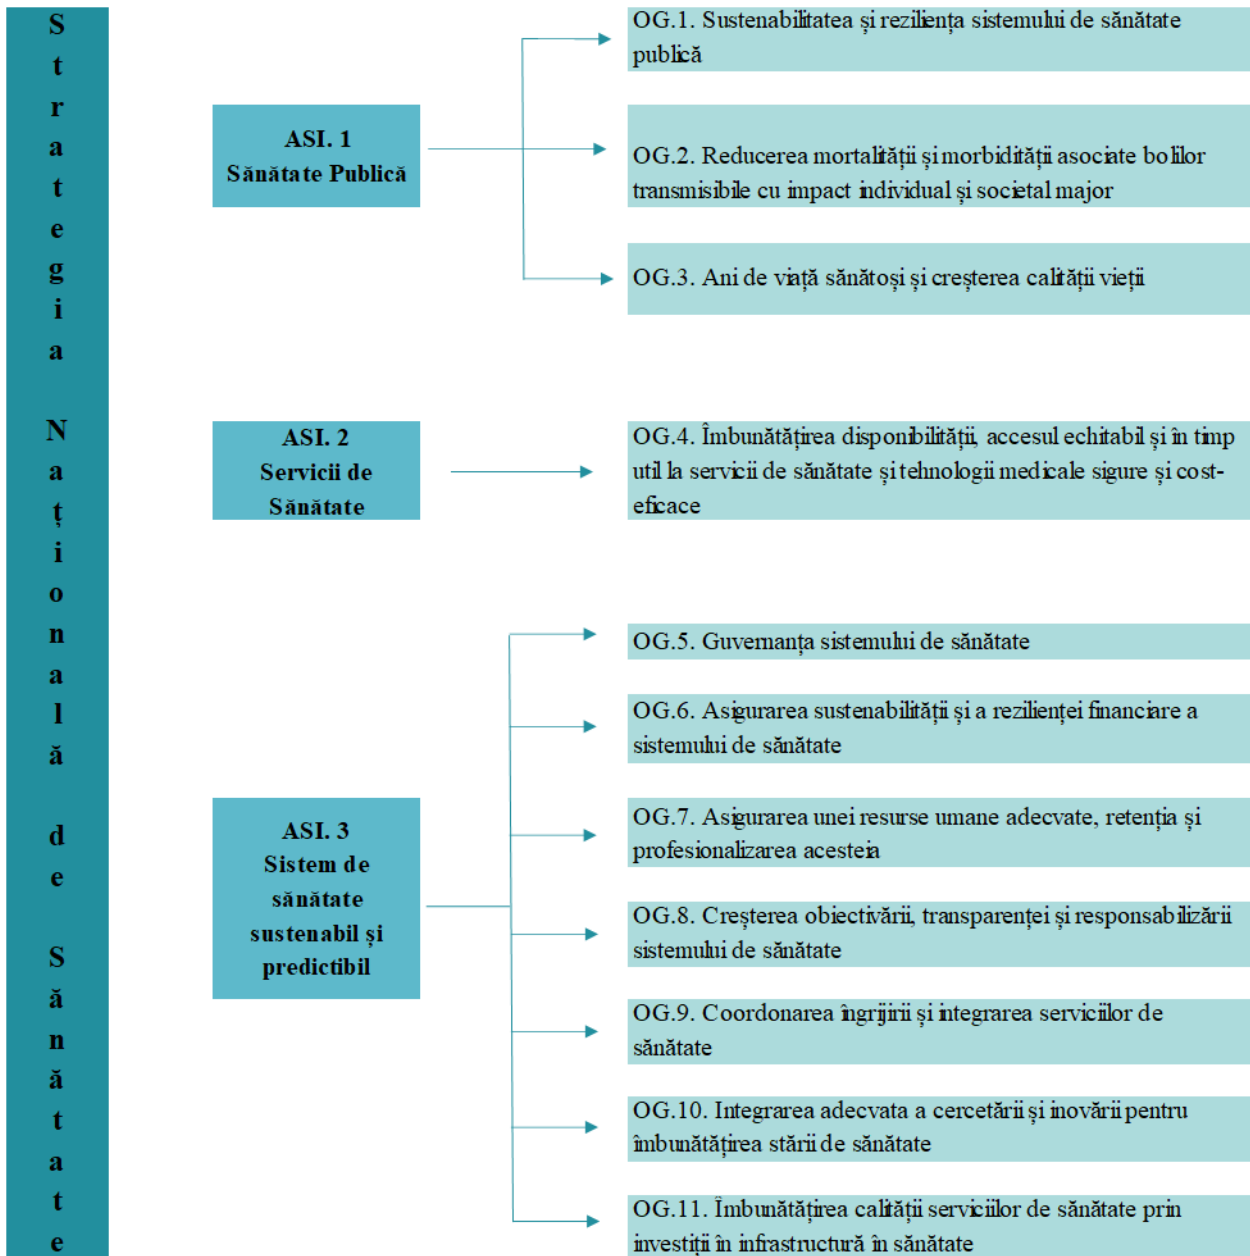 Strategia Națională de Sănătate
ASI. 1
Sănătate Publică
OG.1. Sustenabilitatea și reziliența sistemului de sănătate
publică
OG.2. Reducerea mortalității și morbidității asociate bolilor
transmisibile cu impact individual și societal major
OG.3. Ani de viață sănătoși și creșterea calității vieții
ASI. 2
Servicii de
Sănătate
OG.4. Îmbunătățirea disponibilității, accesul echitabil și în timp
util la servicii de sănătate și tehnologii medicale sigure și cost-
eficace
ASI. 3
Sistem de
sănătate
sustenabil și
predictibil
OG.5. Guvernanța sistemului de sănătate
OG.6. Asigurarea sustenabilității și a rezilienței financiare a
sistemului de sănătate
OG.7. Asigurarea unei resurse umane adecvate, retenția și
profesionalizarea acesteia
OG.8. Creșterea obiectivării, transparenței și responsabilizării
sistemului de sănătate
OG.9. Coordonarea îngrijirii și integrarea serviciilor de
sănătate
OG.10. Integrarea adecvata a cercetării și inovării pentru
îmbunătățirea stării de sănătate
OG.11. Îmbunătățirea calității serviciilor de sănătate prin
investiții în infrastructură în sănătate